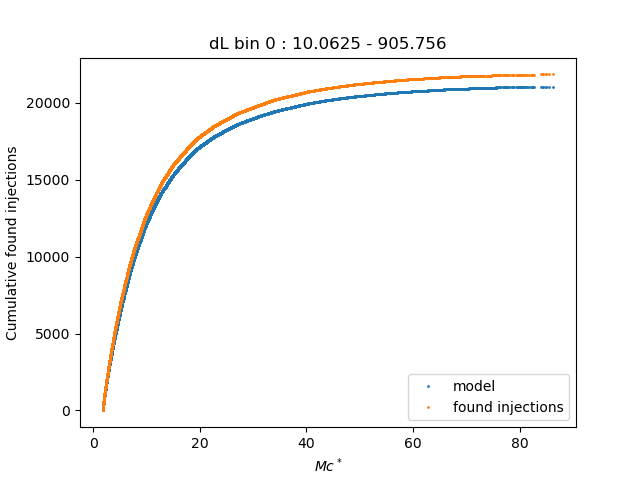 dL bin 0 : 10.0625 - 905.756
Cumulative found injections
20000
15000
10000
5000
0
0 20 40 60 80
Mc*
model
found injections